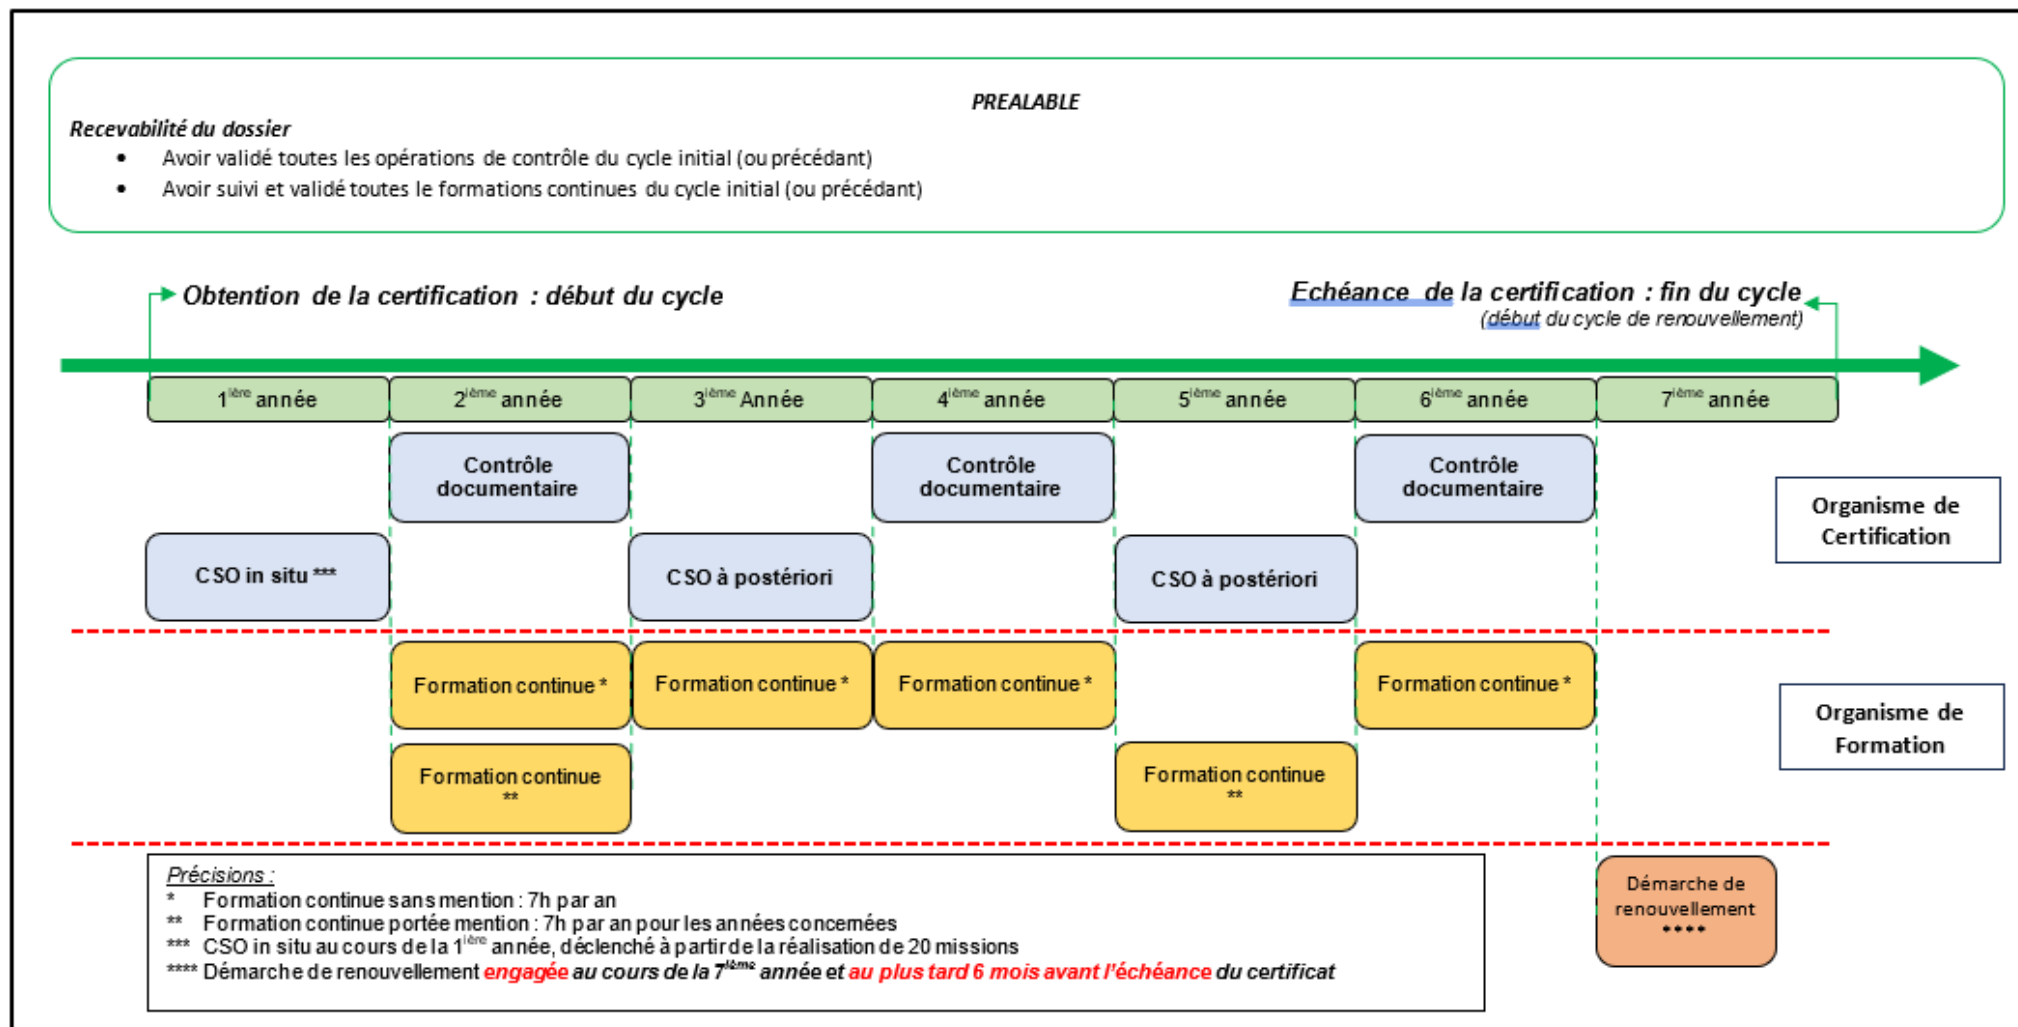 PREALABLE
Recevabilité du dossier
• Avoir validé toutes les opérations de contrôle du cycle initial (ou précédant)
• Avoir suivi et validé toutes le formations continues du cycle initial (ou précédant)
Obtention de la certification : début du cycle
Echéance de la certification : fin du cycle
(début du cycle de renouvellement)
1ière année
2ième année
3ième Année
4ième année
5ième année
6ième année
7ième année
Contrôle
documentaire
Contrôle
documentaire
Contrôle
documentaire
Organisme de
Certification
CSO in situ ***
CSO à postériori
CSO à postériori
Formation continue *
Formation continue *
Formation continue *
Formation continue *
Organisme de
Formation
Formation continue
**
Formation continue
**
Précisions :
* Formation continue sans mention : 7h par an
** Formation continue portée mention : 7h par an pour les années concernées
*** CSO in situ au cours de la 1ière année, déclenché à partir de la réalisation de 20 missions
**** Démarche de renouvellement engagée au cours de la 7ième année et au plus tard 6 mois avant l'échéance du certificat
Démarche de
renouvellement
****